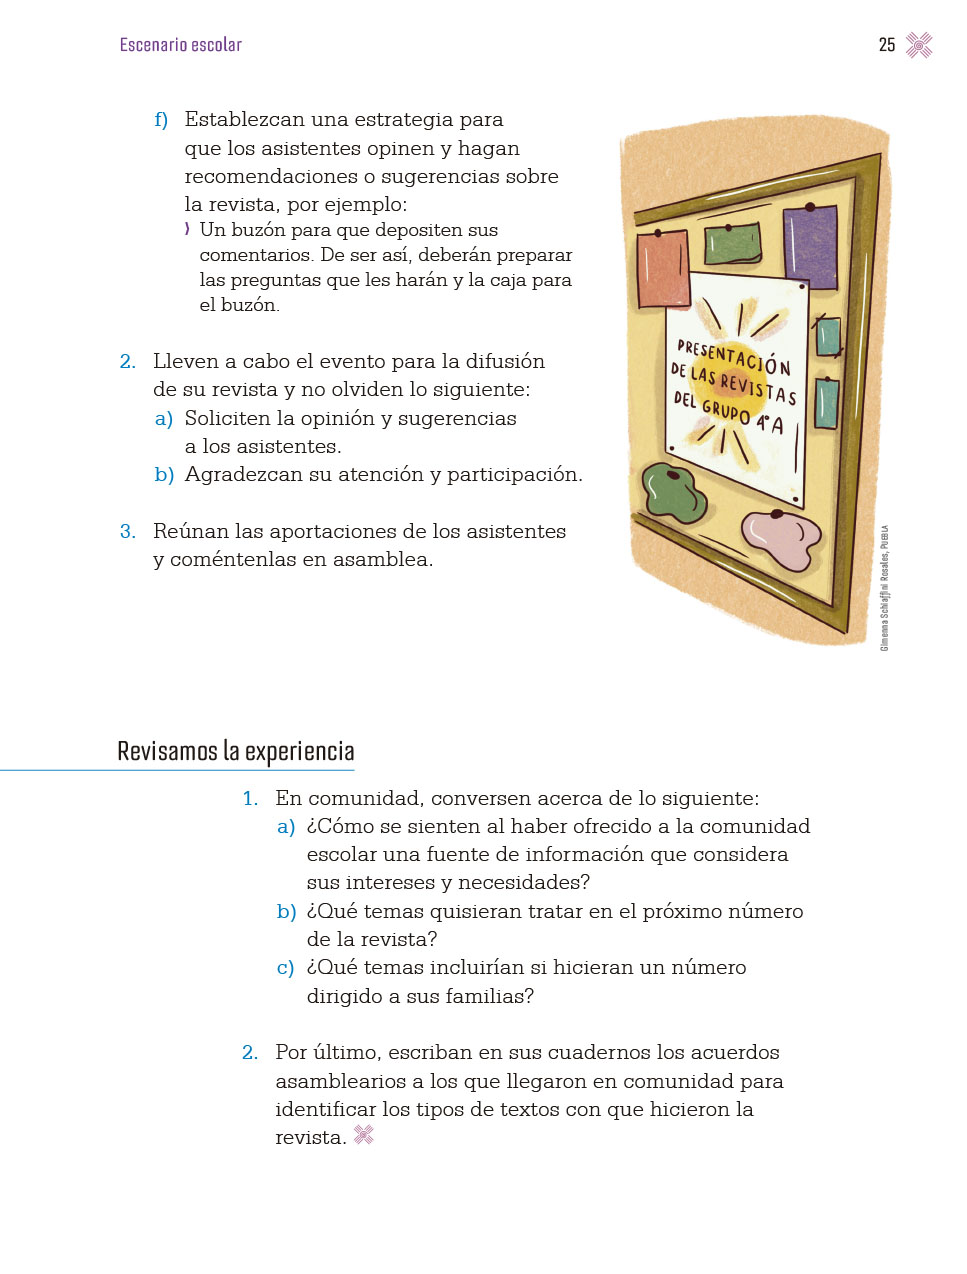 Escenario escolar
25
f) Establezcan una estrategia para
que los asistentes opinen y hagan
recomendaciones o sugerencias sobre
la revista, por ejemplo:
⟩ Un buzón para que depositen sus
comentarios. De ser así, deberán preparar
las preguntas que les harán y la caja para
el buzón.
2. Lleven a cabo el evento para la difusión
de su revista y no olviden lo siguiente:
a) Soliciten la opinión y sugerencias
a los asistentes.
b) Agradezcan su atención y participación.
3. Reúnan las aportaciones de los asistentes
y coméntenlas en asamblea.
PRESENTACIÓN
DE LAS REVISTAS
DEL GRUPO 4° A
Gimenna Schiaffini Rosales, PUEBLA
Revisamos la experiencia
1. En comunidad, conversen acerca de lo siguiente:
a) ¿Cómo se sienten al haber ofrecido a la comunidad
escolar una fuente de información que considera
sus intereses y necesidades?
b) ¿Qué temas quisieran tratar en el próximo número
de la revista?
c) ¿Qué temas incluirían si hicieran un número
dirigido a sus familias?
2. Por último, escriban en sus cuadernos los acuerdos
asamblearios a los que llegaron en comunidad para
identificar los tipos de textos con que hicieron la
revista.